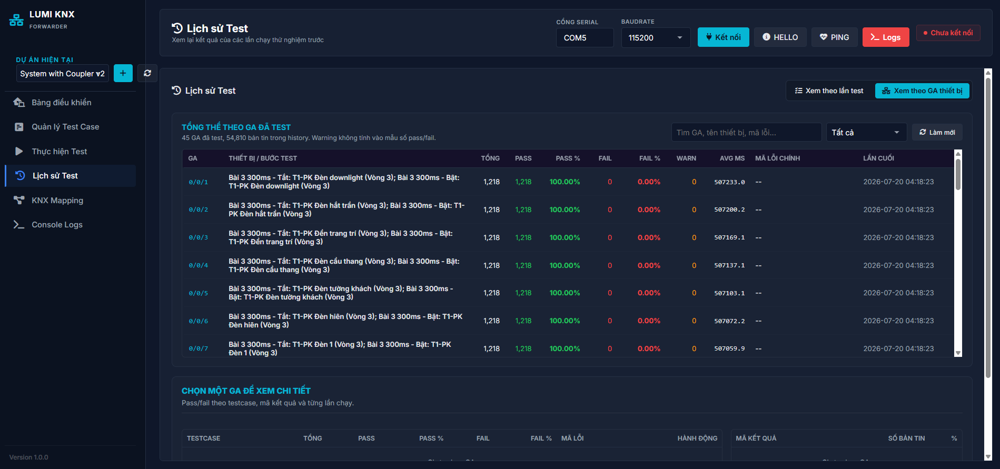 LUMI KNX
FORWARDER
DỰ ÁN HIỆN TẠI
System with Coupler v2
Bảng điều khiển
Quản lý Test Case
Thực hiện Test
Lịch sử Test
KNX Mapping
Console Logs
Version 1.0.0
Lịch sử Test
Xem lại kết quả của các lần chạy thử nghiệm trước
CỔNG SERIAL
COM5
BAUDRATE
115200
Kết nối
HELLO
PING
Logs
Chưa kết nối
Lịch sử Test
Xem theo lần test
Xem theo GA thiết bị
TỔNG THỂ THEO GA ĐÃ TEST
45 GA đã test, 54,810 bản tin trong history. Warning không tính vào mẫu số pass/fail.
Tìm GA, tên thiết bị, mã lỗi...
Tất cả
Làm mới
GA THIẾT BỊ / BƯỚC TEST TỔNG PASS PASS % FAIL FAIL % WARN AVG MS MÃ LỖI CHÍNH LẦN CUỐI
0/0/1 Bài 3 300ms - Tắt: T1-PK Đèn downlight (Vòng 3); Bài 3 300ms - Bật: 1,218 1,218 100.00% 0 0.00% 0 507233.0 -- 2026-07-20 04:18:23
T1-PK Đèn downlight (Vòng 3)
0/0/2 Bài 3 300ms - Tắt: T1-PK Đèn hắt trần (Vòng 3); Bài 3 300ms - Bật: T1- 1,218 1,218 100.00% 0 0.00% 0 507200.2 -- 2026-07-20 04:18:23
PK Đèn hắt trần (Vòng 3)
0/0/3 Bài 3 300ms - Tắt: T1-PK Đền trang trí (Vòng 3); Bài 3 300ms - Bật: 1,218 1,218 100.00% 0 0.00% 0 507169.1 -- 2026-07-20 04:18:23
T1-PK Đền trang trí (Vòng 3)
0/0/4 Bài 3 300ms - Tắt: T1-PK Đèn cầu thang (Vòng 3); Bài 3 300ms - Bật: 1,218 1,218 100.00% 0 0.00% 0 507137.1 -- 2026-07-20 04:18:23
T1-PK Đèn cầu thang (Vòng 3)
0/0/5 Bài 3 300ms - Tắt: T1-PK Đèn tường khách (Vòng 3); Bài 3 300ms - 1,218 1,218 100.00% 0 0.00% 0 507103.1 -- 2026-07-20 04:18:23
Bật: T1-PK Đèn tường khách (Vòng 3)
0/0/6 Bài 3 300ms - Tắt: T1-PK Đèn hiên (Vòng 3); Bài 3 300ms - Bật: T1-PK 1,218 1,218 100.00% 0 0.00% 0 507072.2 -- 2026-07-20 04:18:23
Đèn hiên (Vòng 3)
0/0/7 Bài 3 300ms - Tắt: T1-PK Đèn 1 (Vòng 3); Bài 3 300ms - Bật: T1-PK 1,218 1,218 100.00% 0 0.00% 0 507059.9 -- 2026-07-20 04:18:23
Đèn 1 (Vòng 3)
CHỌN MỘT GA ĐỂ XEM CHI TIẾT
Pass/fail theo testcase, mã kết quả và từng lần chạy.
TESTCASE TỔNG PASS PASS % FAIL FAIL % MÃ LỖI HÀNH ĐỘNG
MÃ KẾT QUẢ SỐ BẢN TIN %